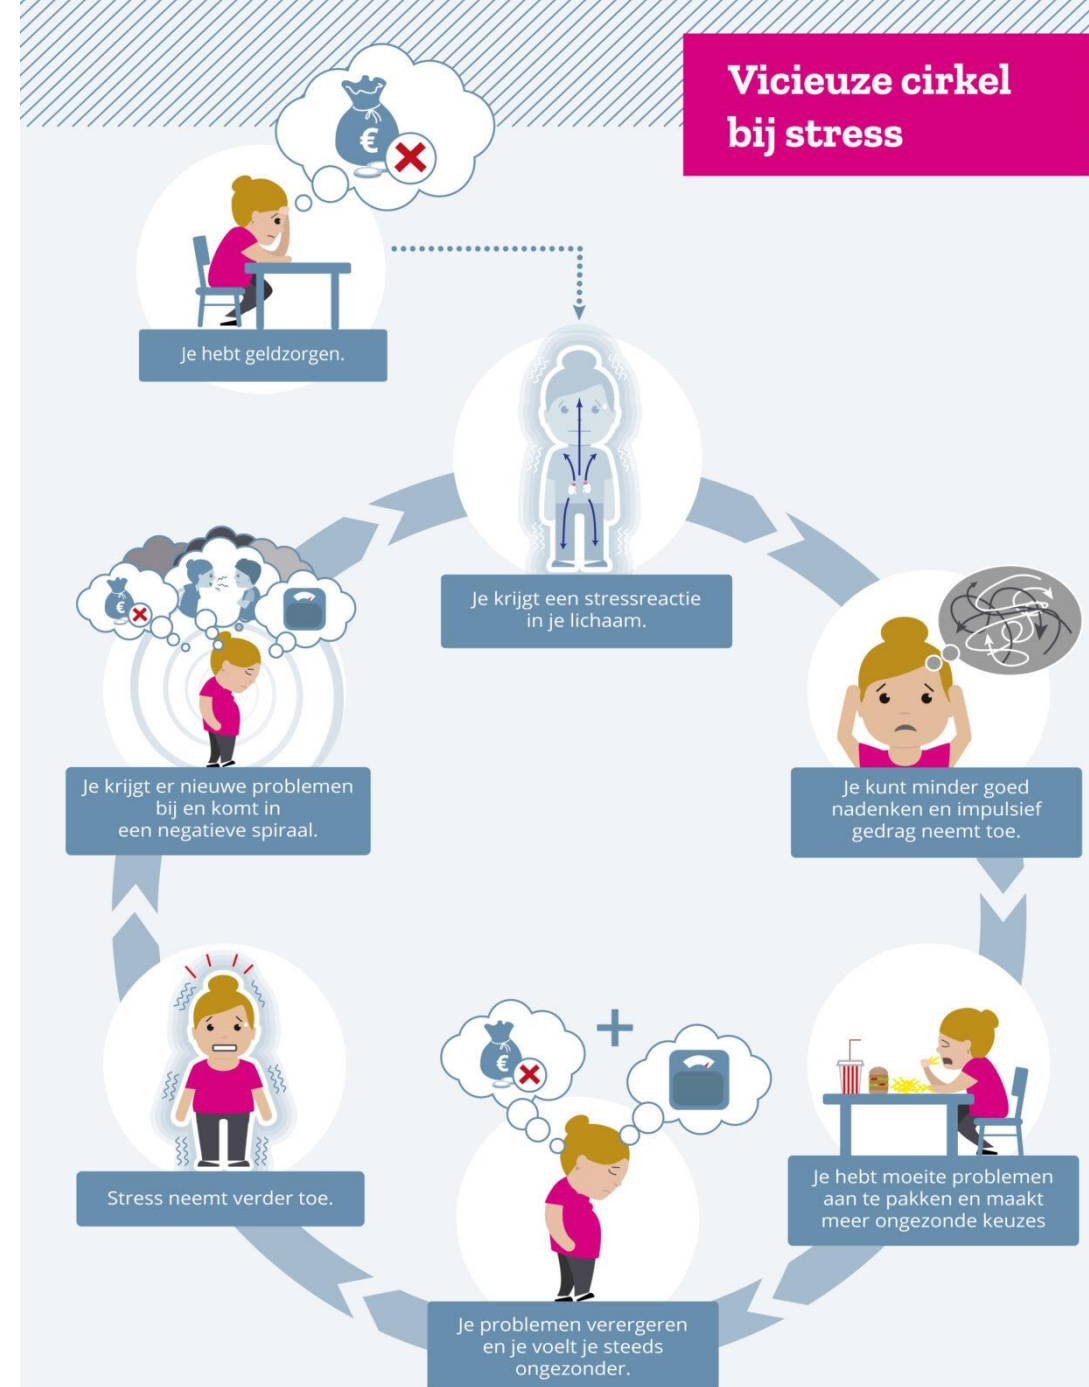 Vicieuze cirkel
bij stress
€
Je hebt geldzorgen.
Je krijgt een stressreactie
in je lichaam.
Je kunt minder goed
nadenken en impulsief
gedrag neemt toe.
Je hebt moeite problemen
aan te pakken en maakt
meer ongezonde keuzes
€
+
Je problemen verergeren
en je voelt je steeds
ongezonder.
Stress neemt verder toe.
€
Je krijgt er nieuwe problemen
bij en komt in
een negatieve spiraal.